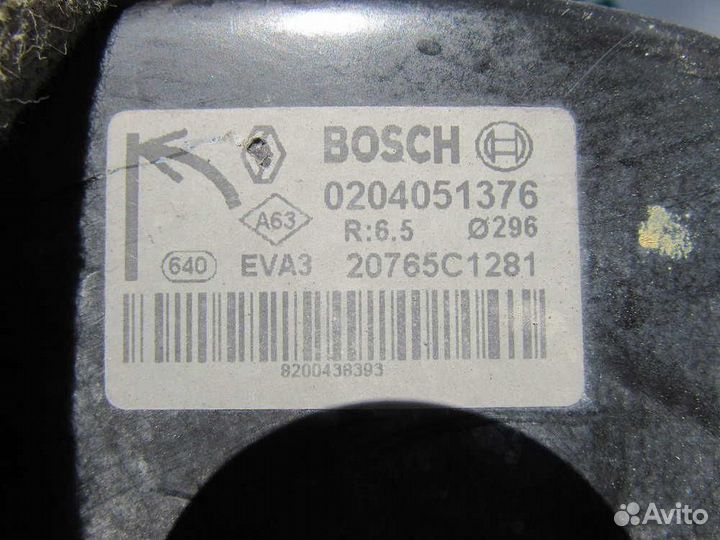 BOSCH
0204051376
A63
R:6.5 Ø296
640 EVA3 20765C1281
8200438393
Avito